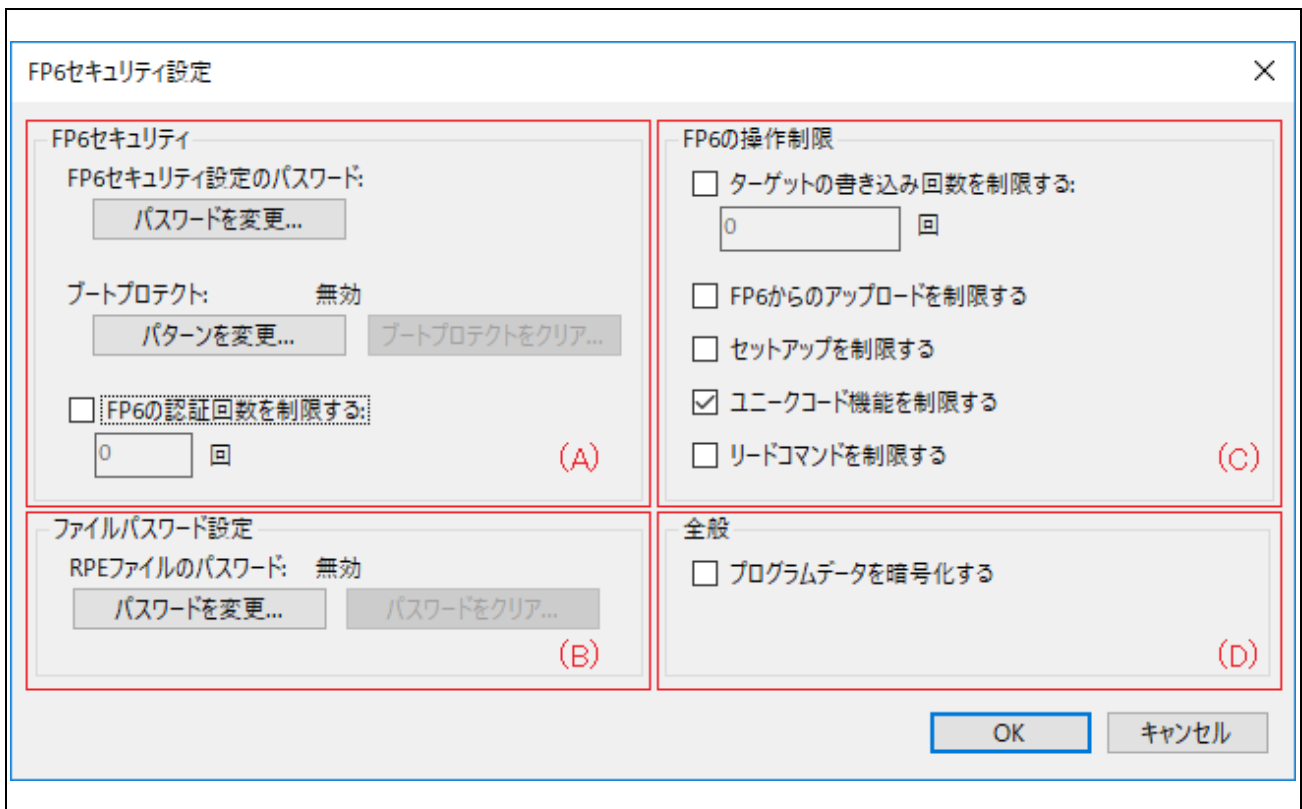 FP6セキュリティ設定
FP6セキュリティ
FP6セキュリティ設定のパスワード:
パスワードを変更...
ブートプロテクト: 無効
パターンを変更... ブートプロテクトをクリア...
FP6の認証回数を制限する:
0 回
(A)
FP6の操作制限
ターゲットの書き込み回数を制限する:
0 回
FP6からのアップロードを制限する
セットアップを制限する
ユニークコード機能を制限する
リードコマンドを制限する
(C)
ファイルパスワード設定
RPEファイルのパスワード: 無効
パスワードを変更... パスワードをクリア...
(B)
全般
プログラムデータを暗号化する
(D)
OK キャンセル